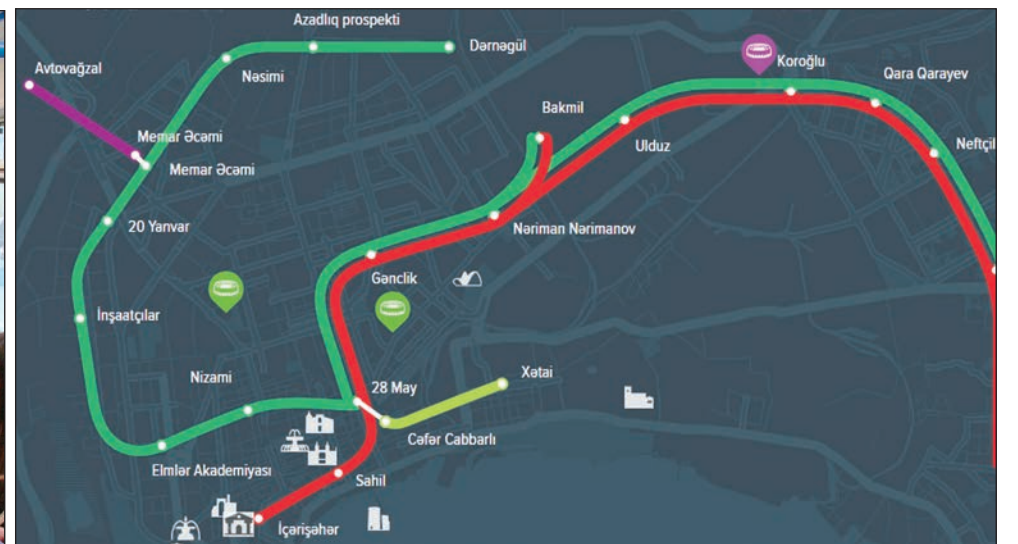 Azadlıq prospekti
Dərnəgül
Nəsimi
Avtovağzal
Koroğlu
Qara Qarayev
Bakmil
Memar Əcəmi
Memar Əcəmi
Ulduz
Neftçil
20 Yanvar
Nəriman Nərimanov
Gənclik
İnşaatçılar
Nizami
28 May
Xətai
Cəfər Cabbarlı
Elmlər Akademiyası
Sahil
İçərişəhər